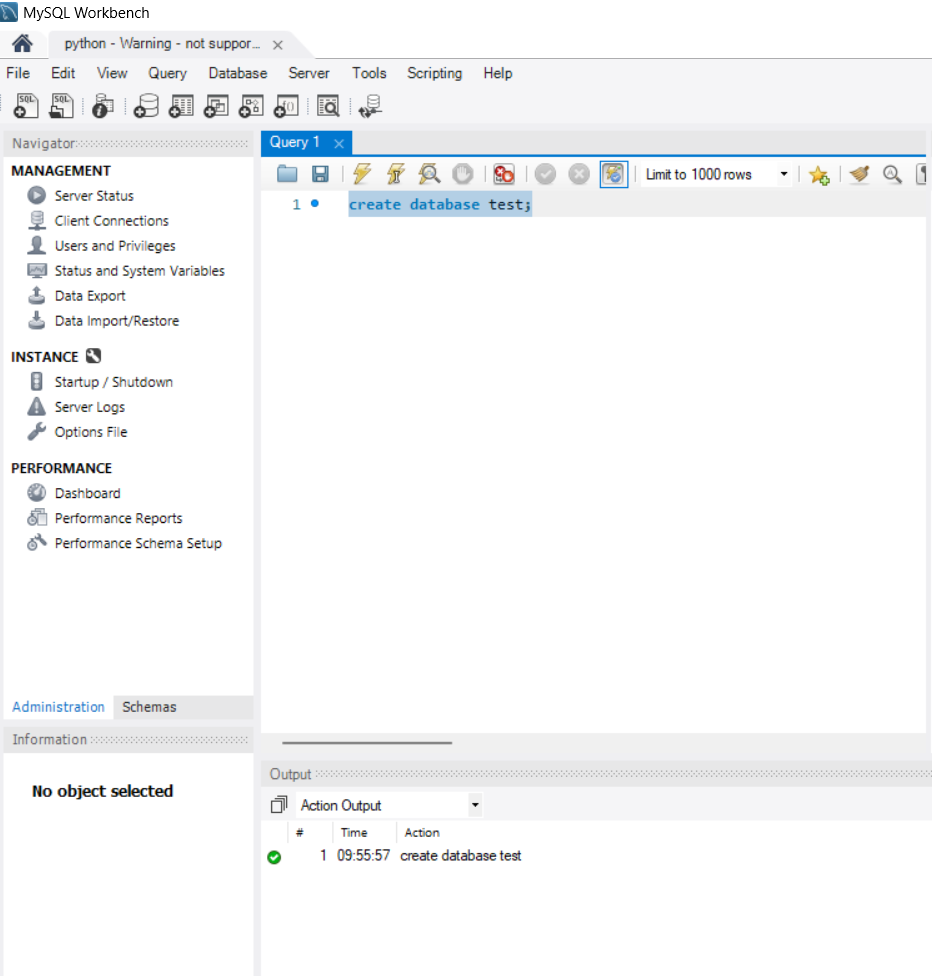 MySQL Workbench
python - Warning - not suppor...
File Edit View Query Database Server Tools Scripting Help
Navigator
MANAGEMENT
Server Status
Client Connections
Users and Privileges
Status and System Variables
Data Export
Data Import/Restore
INSTANCE
Startup / Shutdown
Server Logs
Options File
PERFORMANCE
Dashboard
Performance Reports
Performance Schema Setup
Administration Schemas
Information
No object selected
Query 1
Limit to 1000 rows
1 create database test;
Output
Action Output
# Time Action
1 09:55:57 create database test